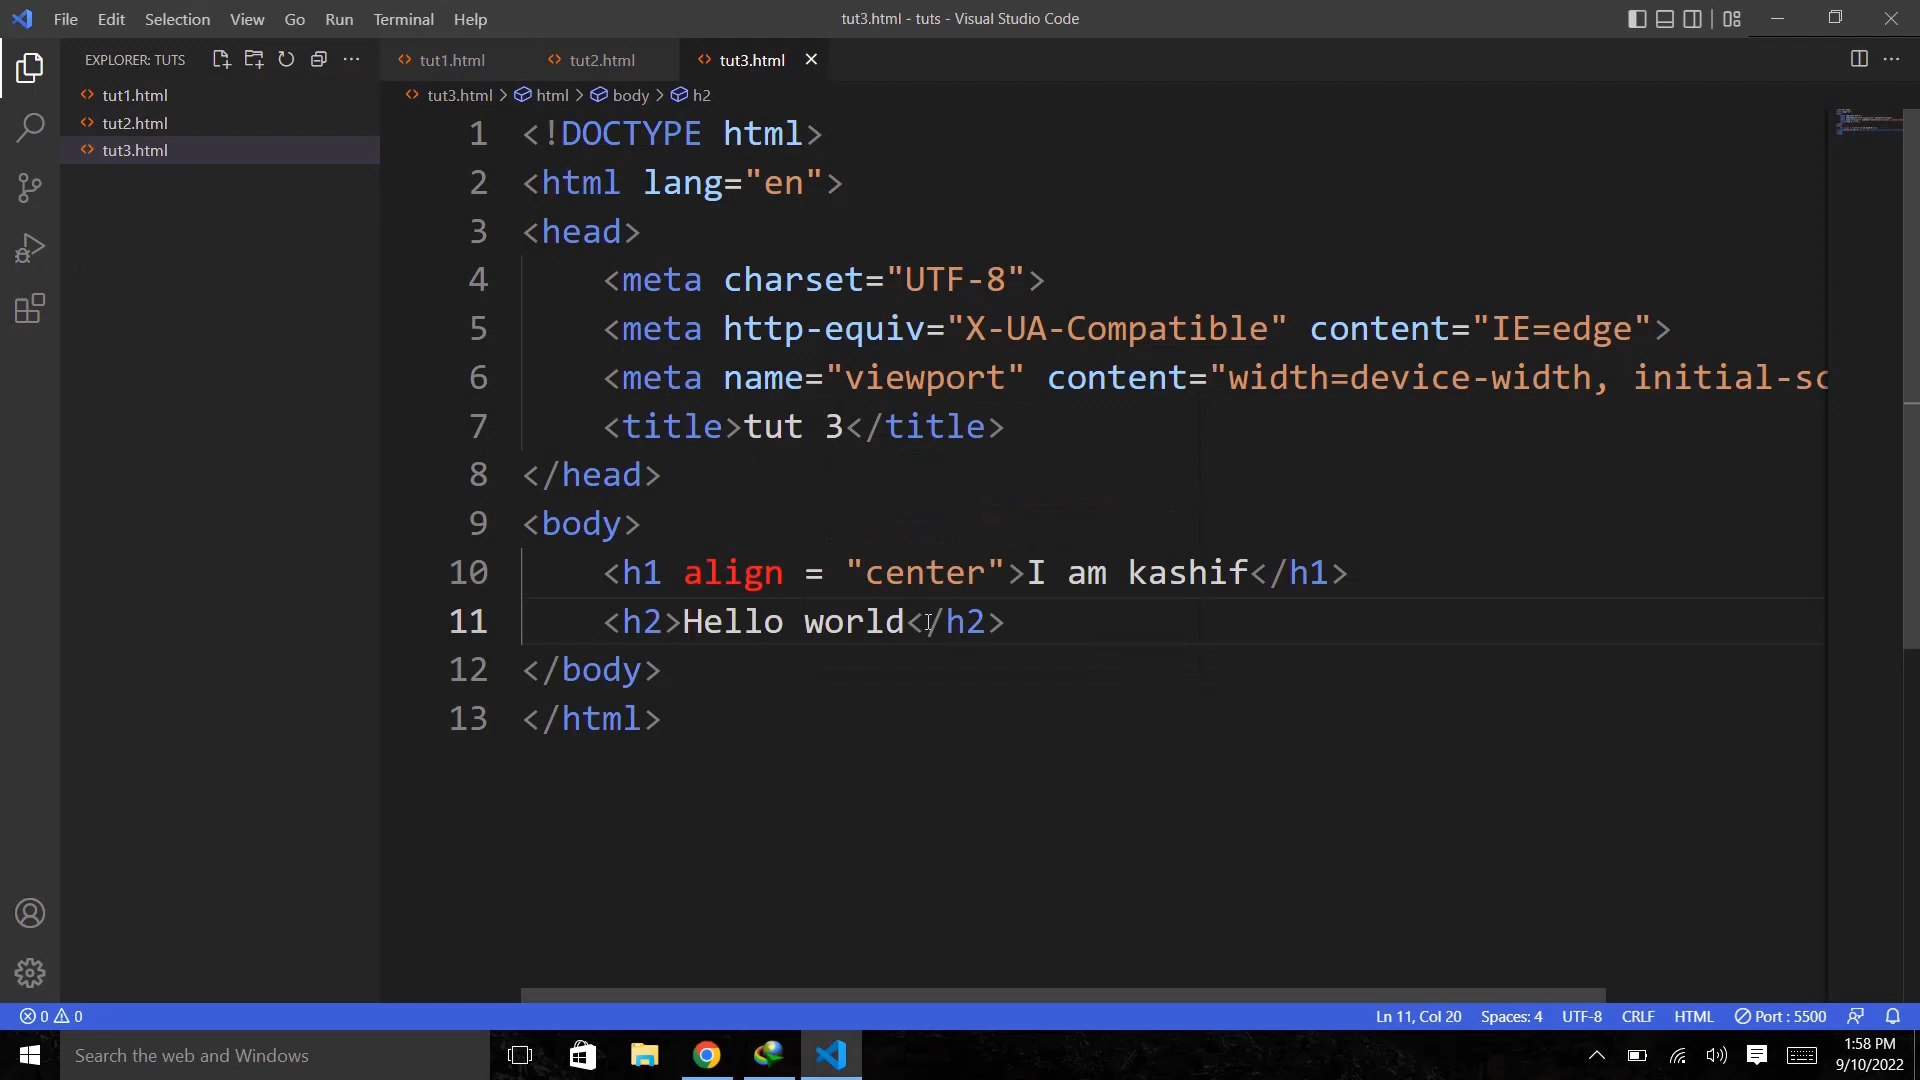 File Edit Selection View Go Run Terminal Help
tut3.html - tuts - Visual Studio Code
EXPLORER: TUTS
tut1.html
tut2.html
tut3.html
tut1.html tut2.html tut3.html
tut3.html > html > body > h2
1 <!DOCTYPE html>
2 <html lang="en">
3 <head>
4 <meta charset="UTF-8">
5 <meta http-equiv="X-UA-Compatible" content="IE=edge">
6 <meta name="viewport" content="width=device-width, initial-sc
7 <title>tut 3</title>
8 </head>
9 <body>
10 <h1 align = "center">I am kashif</h1>
11 <h2>Hello world</h2>
12 </body>
13 </html>
0 0
Ln 11, Col 20 Spaces: 4 UTF-8 CRLF HTML Port : 5500
Search the web and Windows
1:58 PM
9/10/2022